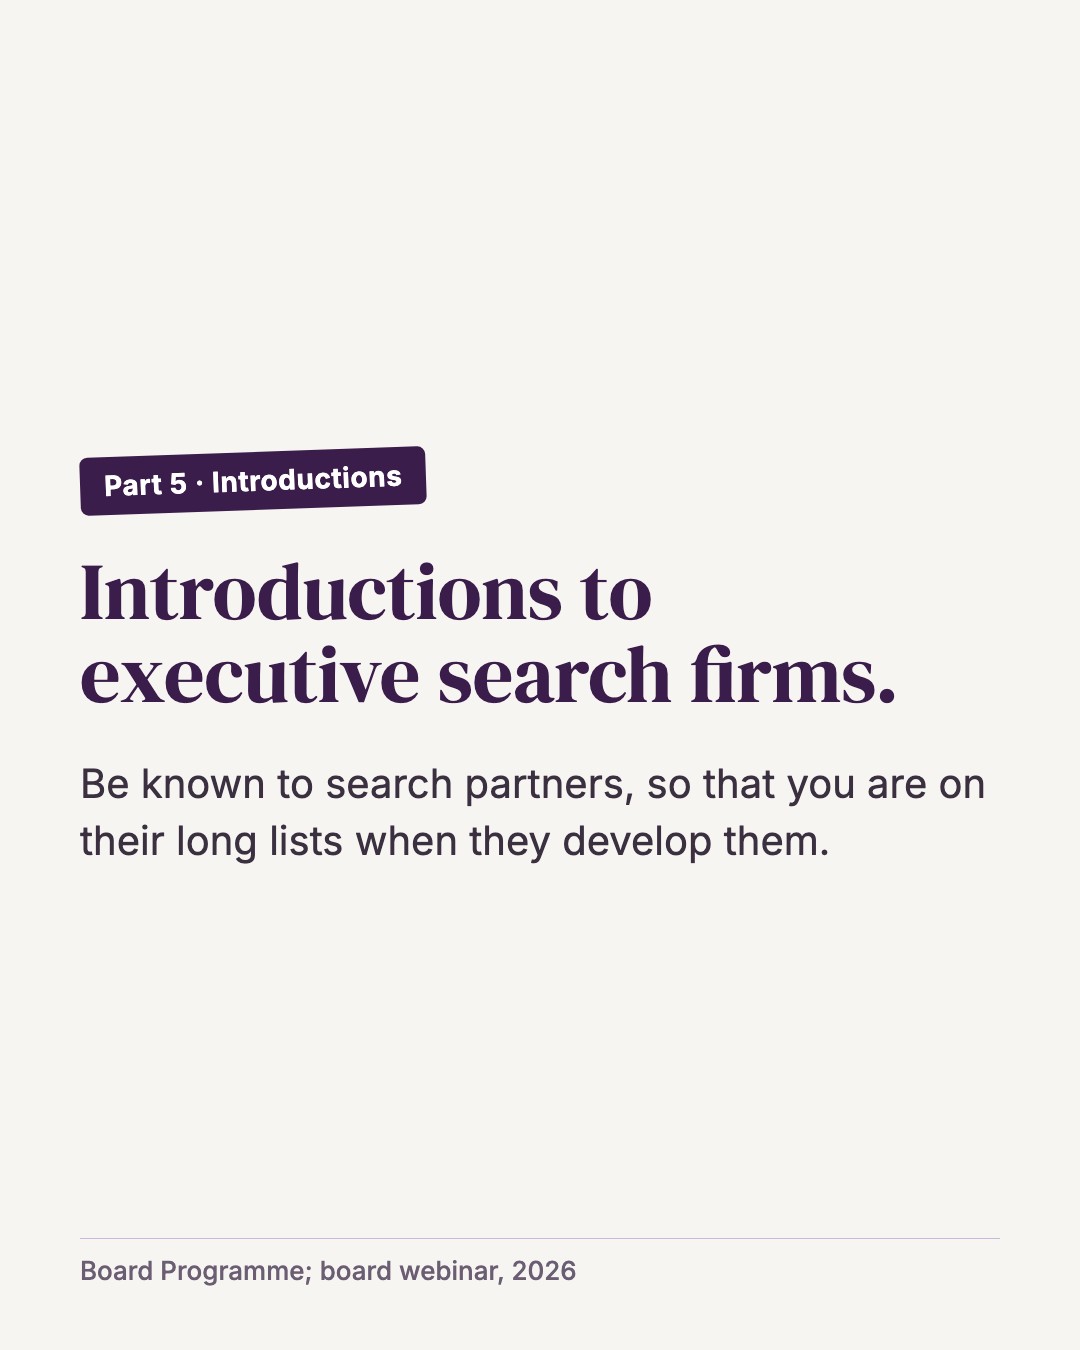 Part 5 · Introductions
Introductions to
executive search firms.
Be known to search partners, so that you are on
their long lists when they develop them.
Board Programme; board webinar, 2026